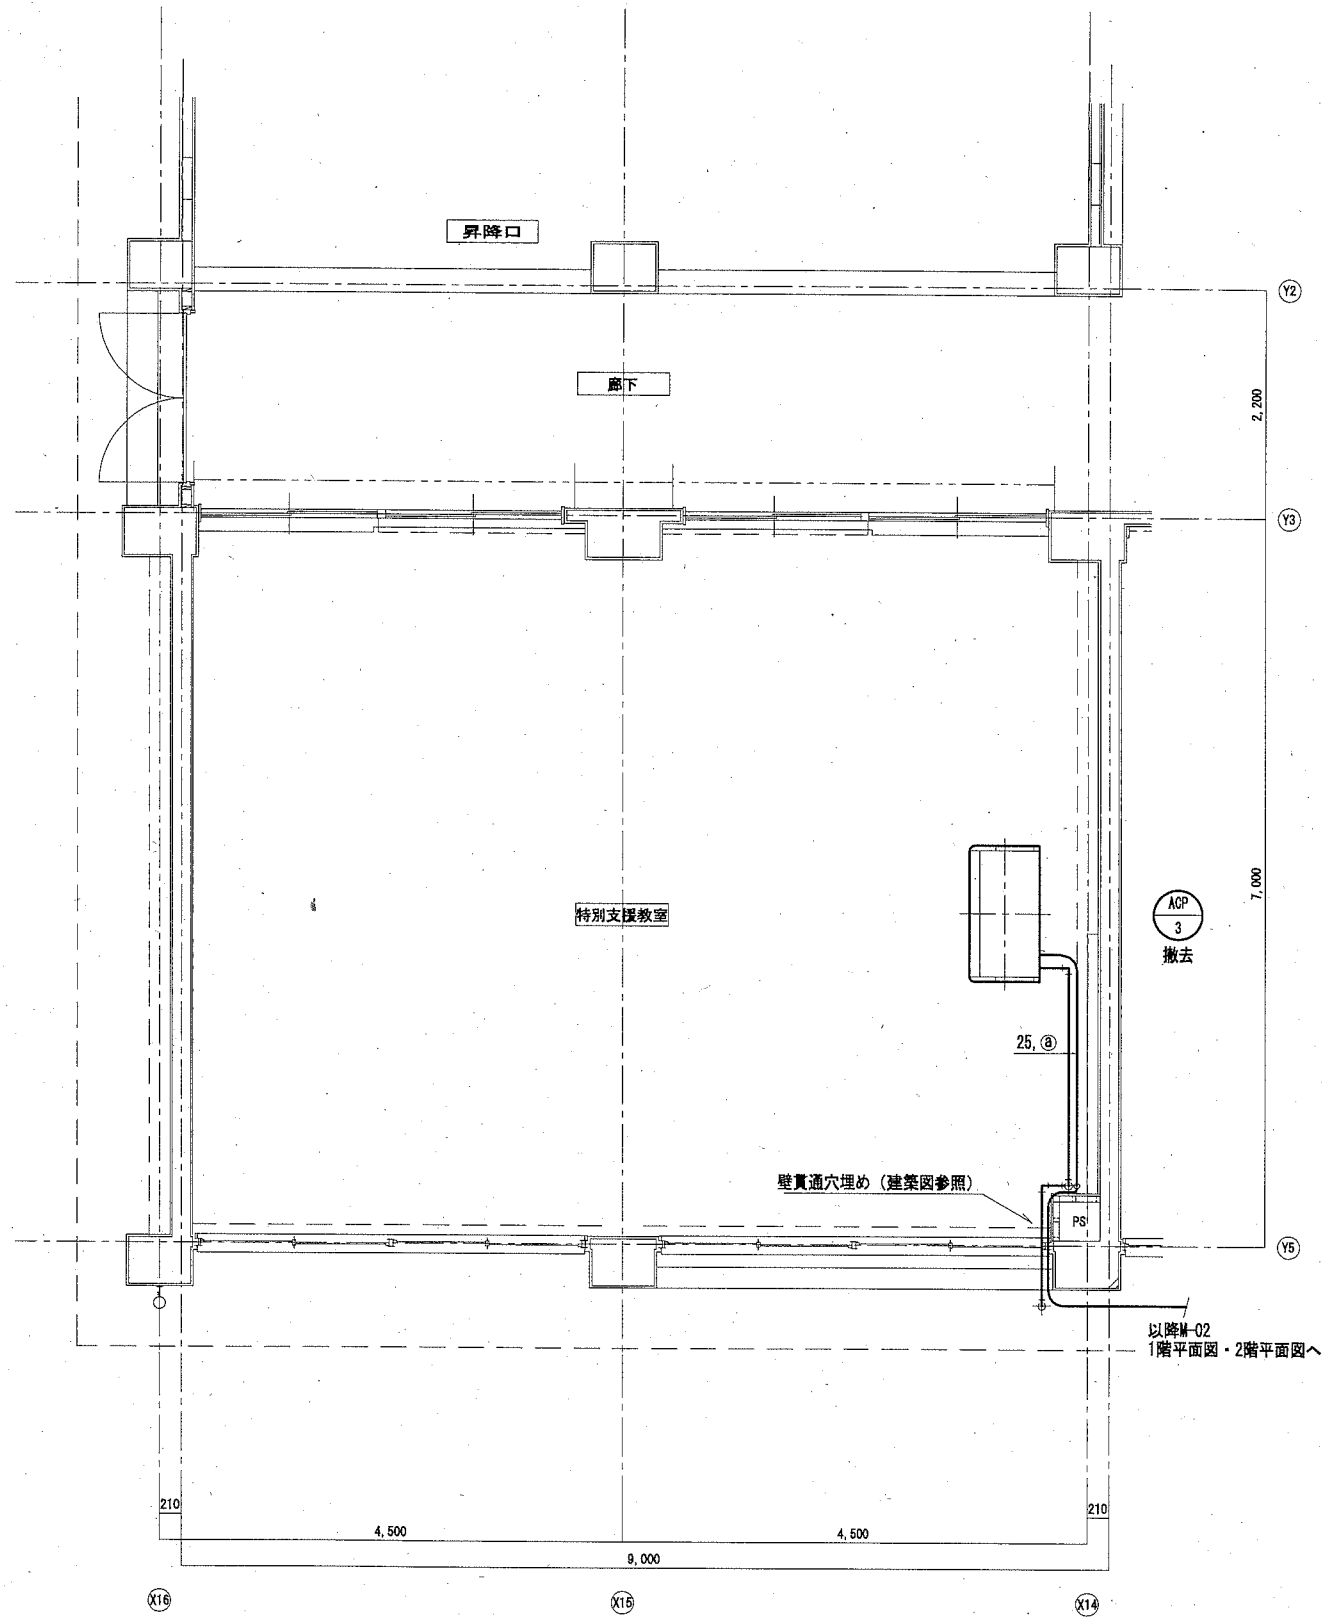 昇降口
Y2
廊下
2,200
Y3
特別支援教室
7,000
ACP
3
撤去
25, ⓐ
壁貫通穴埋め（建築図参照）
PS
Y5
以降M-02
1階平面図・2階平面図へ
210
210
4,500
4,500
9,000
X16
X15
X14